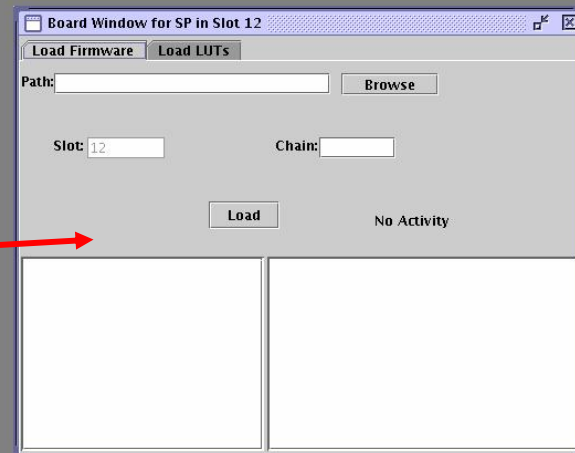 Board Window for SP in Slot 12
Load Firmware Load LUTs
Path: Browse
Slot: 12 Chain:
Load No Activity